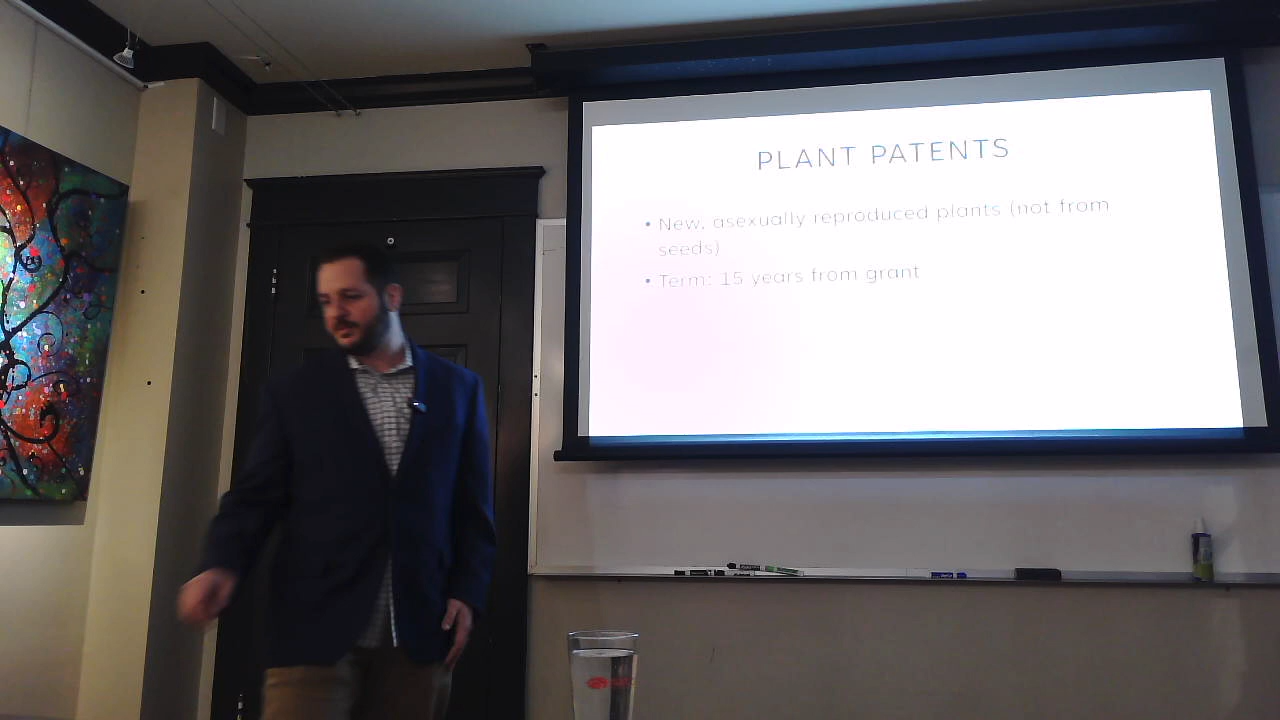 PLANT PATENTS
• New, asexually reproduced plants (not from
seeds)
• Term: 15 years from grant